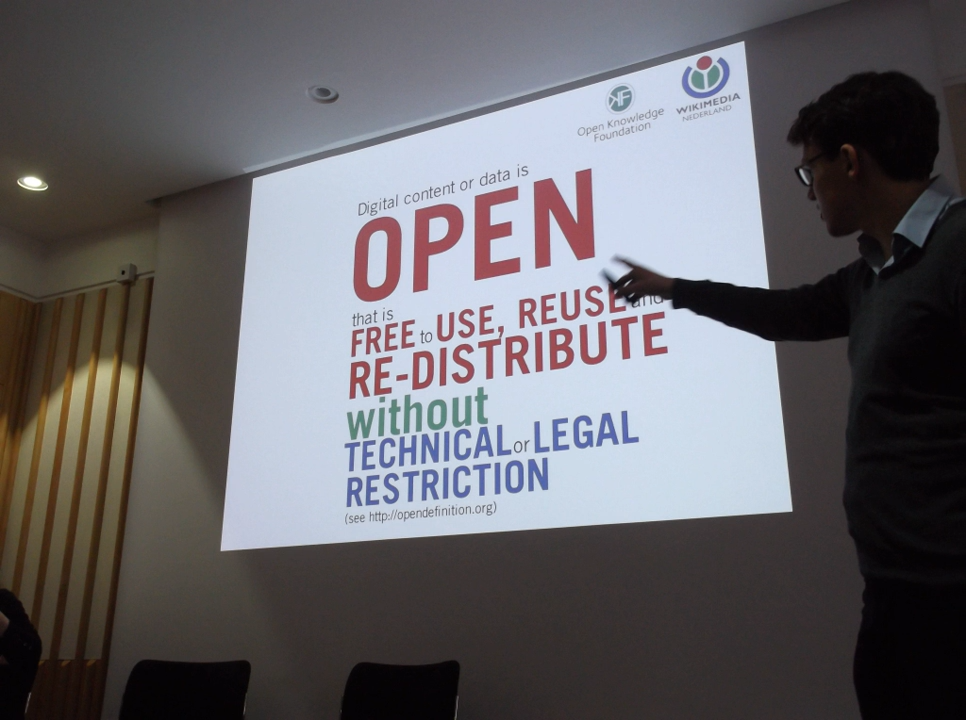 Open Knowledge
Foundation
WIKIMEDIA
NEDERLAND
Digital content or data is
OPEN
that is
FREE to USE, REUSE and
RE-DISTRIBUTE
without
TECHNICAL or LEGAL
RESTRICTION
(see http://opendefinition.org)